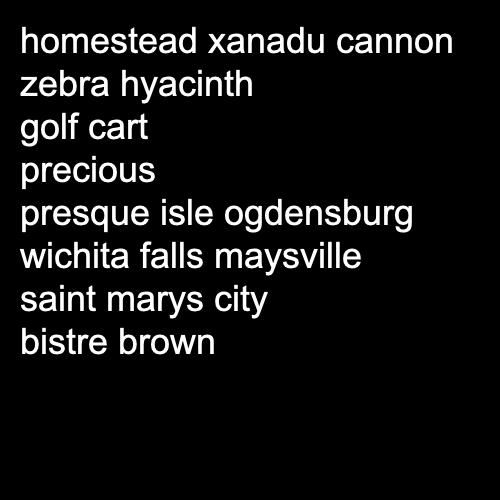 homestead xanadu cannon
zebra hyacinth
golf cart
precious
presque isle ogdensburg
wichita falls maysville
saint marys city
bistre brown